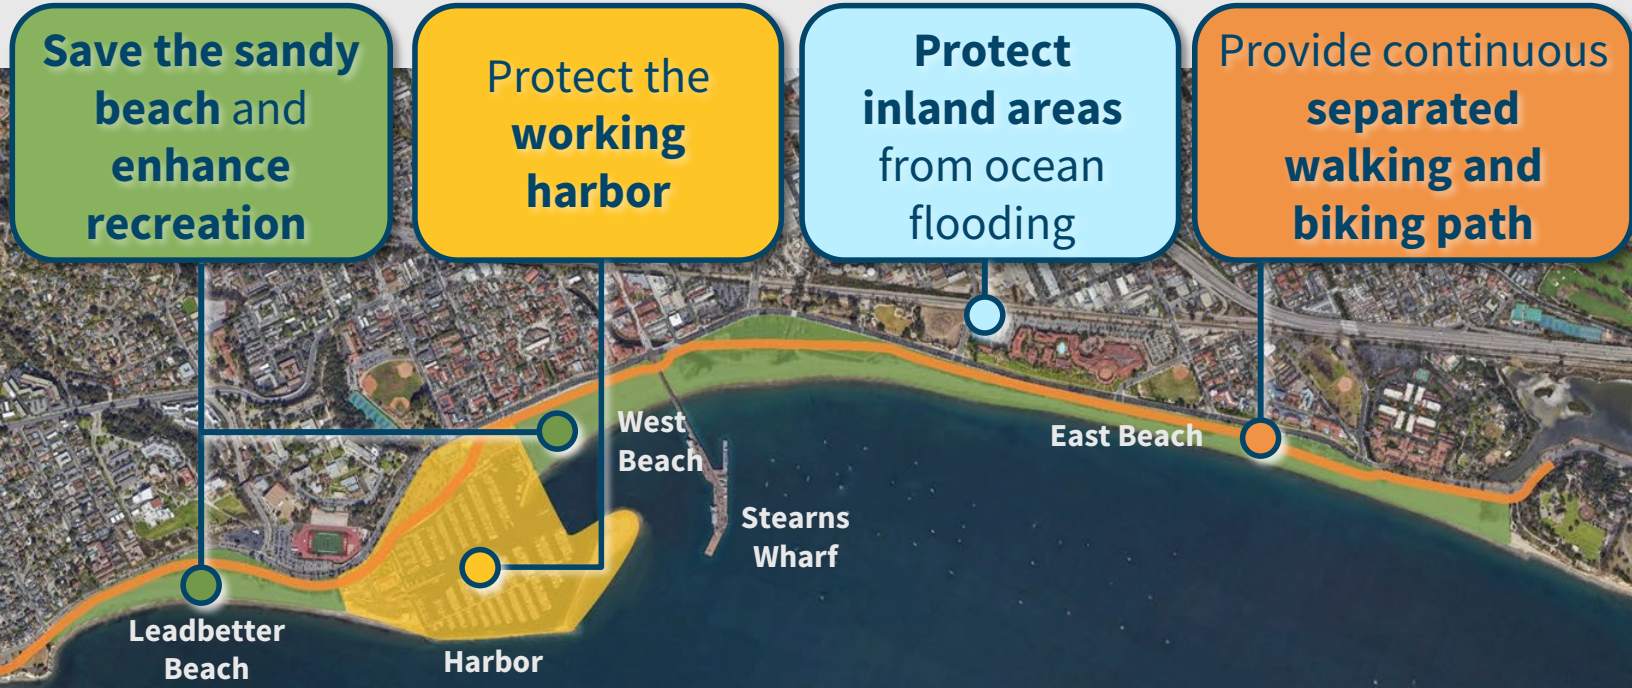 Save the sandy
beach and
enhance
recreation
Protect the
working
harbor
Protect
inland areas
from ocean
flooding
Provide continuous
separated
walking and
biking path
West
Beach
East Beach
Stearns
Wharf
Leadbetter
Beach
Harbor